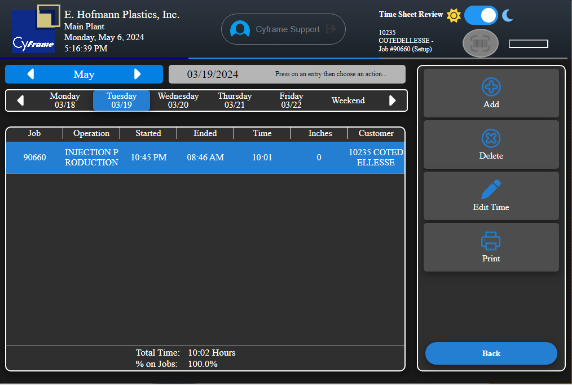 CyFrame
E. Hofmann Plastics, Inc.
Main Plant
Monday, May 6, 2024
5:16:39 PM
Cyframe Support
Time Sheet Review
10235
COTEDELLESSE -
Job #90660 (Setup)
May
03/19/2024
Press on an entry then choose an action...
Monday
03/18
Tuesday
03/19
Wednesday
03/20
Thursday
03/21
Friday
03/22
Weekend
Job Operation Started Ended Time Inches Customer
90660 INJECTION P 10:45 PM 08:46 AM 10:01 0 10235 COTED
RODUCTION ELLESSE
Total Time: 10:02 Hours
% on Jobs: 100.0%
Add
Delete
Edit Time
Print
Back